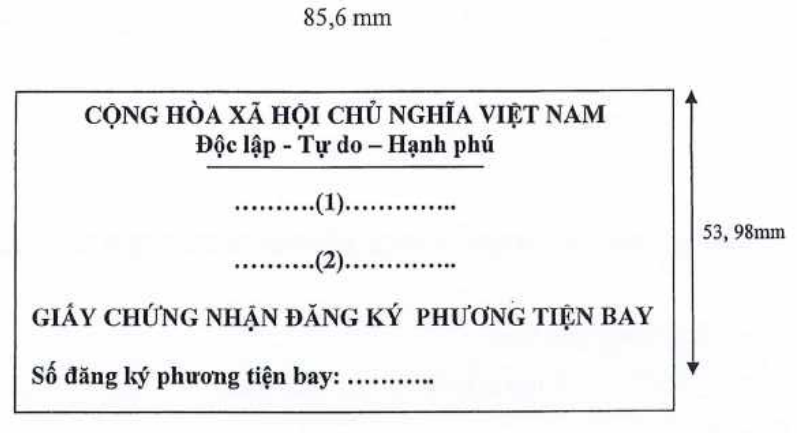 85,6 mm
CỘNG HÒA XÃ HỘI CHỦ NGHĨA VIỆT NAM
Độc lập - Tự do – Hạnh phú
..........(1)..............
..........(2)..............
53, 98mm
GIẤY CHỨNG NHẬN ĐĂNG KÝ PHƯƠNG TIỆN BAY
Số đăng ký phương tiện bay: ...........